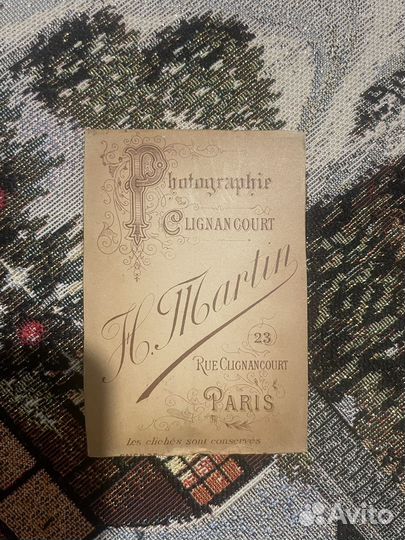 Photographie
CLIGNANCOURT
H. Martin
23
RUE CLIGNANCOURT
PARIS
Les clichés sont conservés
Avito